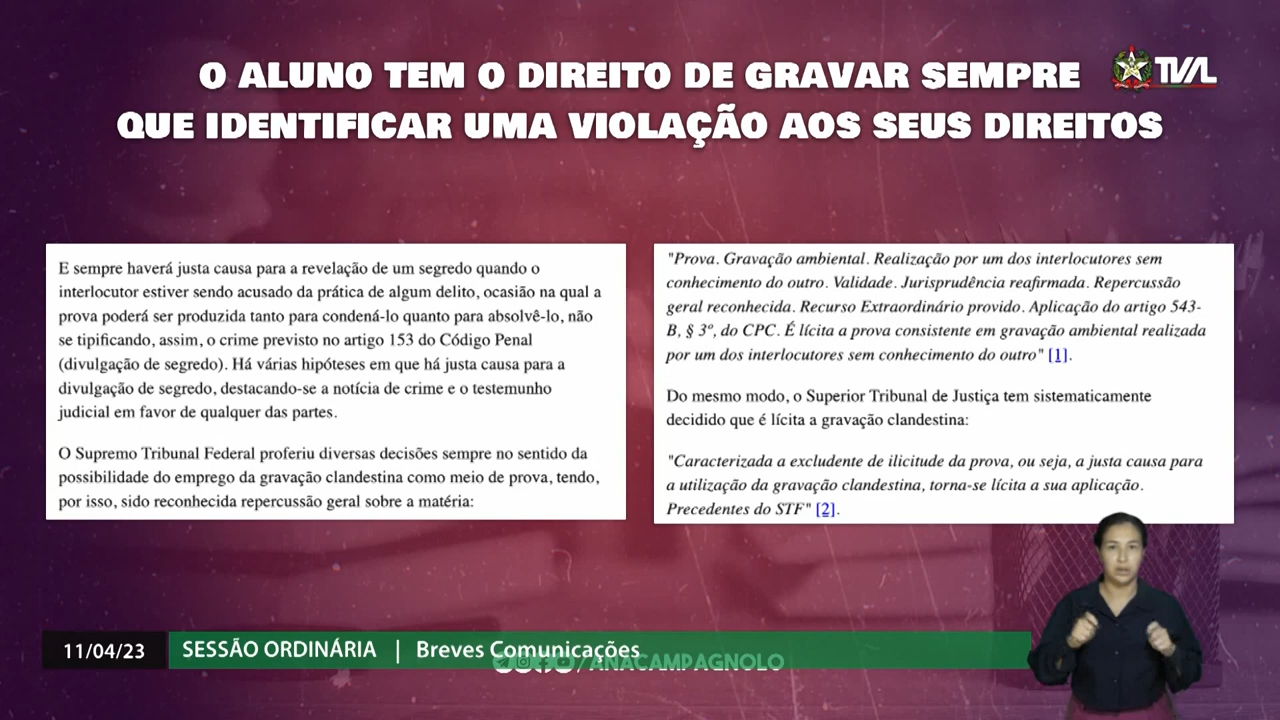 O ALUNO TEM O DIREITO DE GRAVAR SEMPRE
QUE IDENTIFICAR UMA VIOLAÇÃO AOS SEUS DIREITOS
TVAL
E sempre haverá justa causa para a revelação de um segredo quando o
interlocutor estiver sendo acusado da prática de algum delito, ocasião na qual a
prova poderá ser produzida tanto para condená-lo quanto para absolvê-lo, não
se tipificando, assim, o crime previsto no artigo 153 do Código Penal
(divulgação de segredo). Há várias hipóteses em que há justa causa para a
divulgação de segredo, destacando-se a notícia de crime e o testemunho
judicial em favor de qualquer das partes.
O Supremo Tribunal Federal proferiu diversas decisões sempre no sentido da
possibilidade do emprego da gravação clandestina como meio de prova, tendo,
por isso, sido reconhecida repercussão geral sobre a matéria:
"Prova. Gravação ambiental. Realização por um dos interlocutores sem
conhecimento do outro. Validade. Jurisprudência reafirmada. Repercussão
geral reconhecida. Recurso Extraordinário provido. Aplicação do artigo 543-
B, § 3º, do CPC. É lícita a prova consistente em gravação ambiental realizada
por um dos interlocutores sem conhecimento do outro" [1].
Do mesmo modo, o Superior Tribunal de Justiça tem sistematicamente
decidido que é lícita a gravação clandestina:
"Caracterizada a excludente de ilicitude da prova, ou seja, a justa causa para
a utilização da gravação clandestina, torna-se lícita a sua aplicação.
Precedentes do STF" [2].
11/04/23
SESSÃO ORDINÁRIA | Breves Comunicações
/ANACAMPAGNOLO